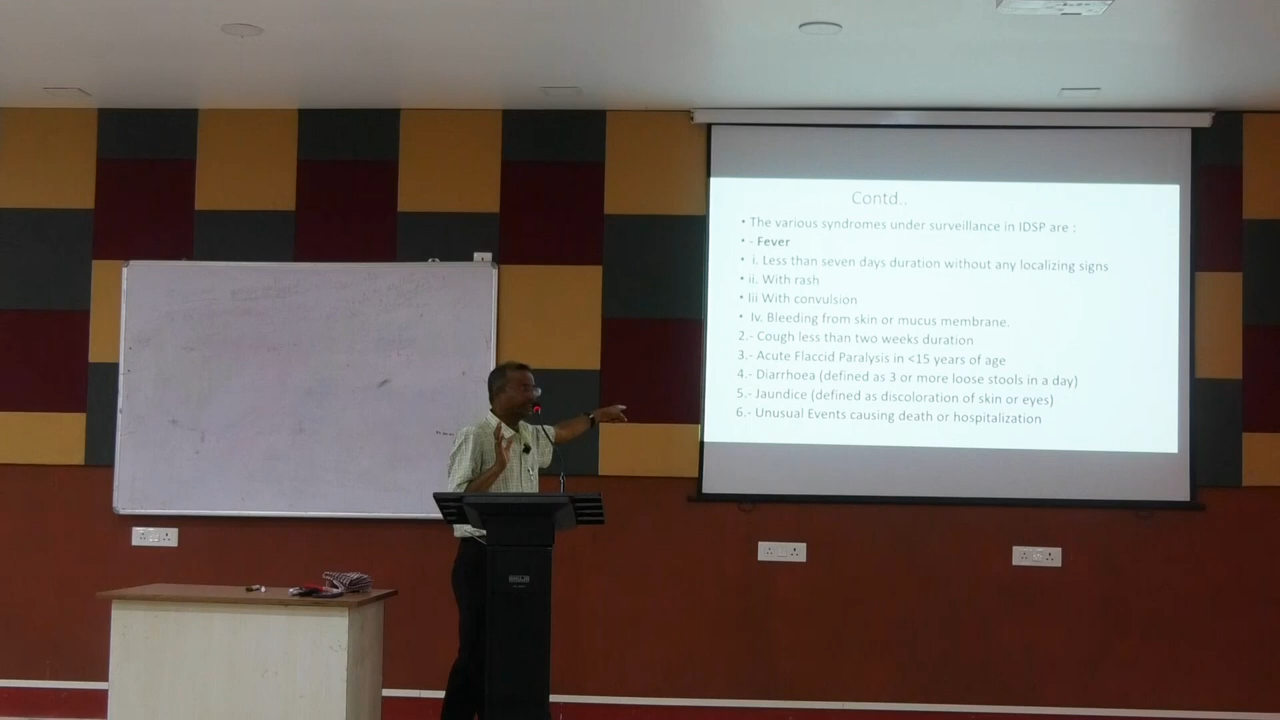 Contd..
• The various syndromes under surveillance in IDSP are :
• - Fever
• i. Less than seven days duration without any localizing signs
• ii. With rash
• Iii With convulsion
• Iv. Bleeding from skin or mucus membrane.
2.- Cough less than two weeks duration
3.- Acute Flaccid Paralysis in <15 years of age
4.- Diarrhoea (defined as 3 or more loose stools in a day)
5.- Jaundice (defined as discoloration of skin or eyes)
6.- Unusual Events causing death or hospitalization